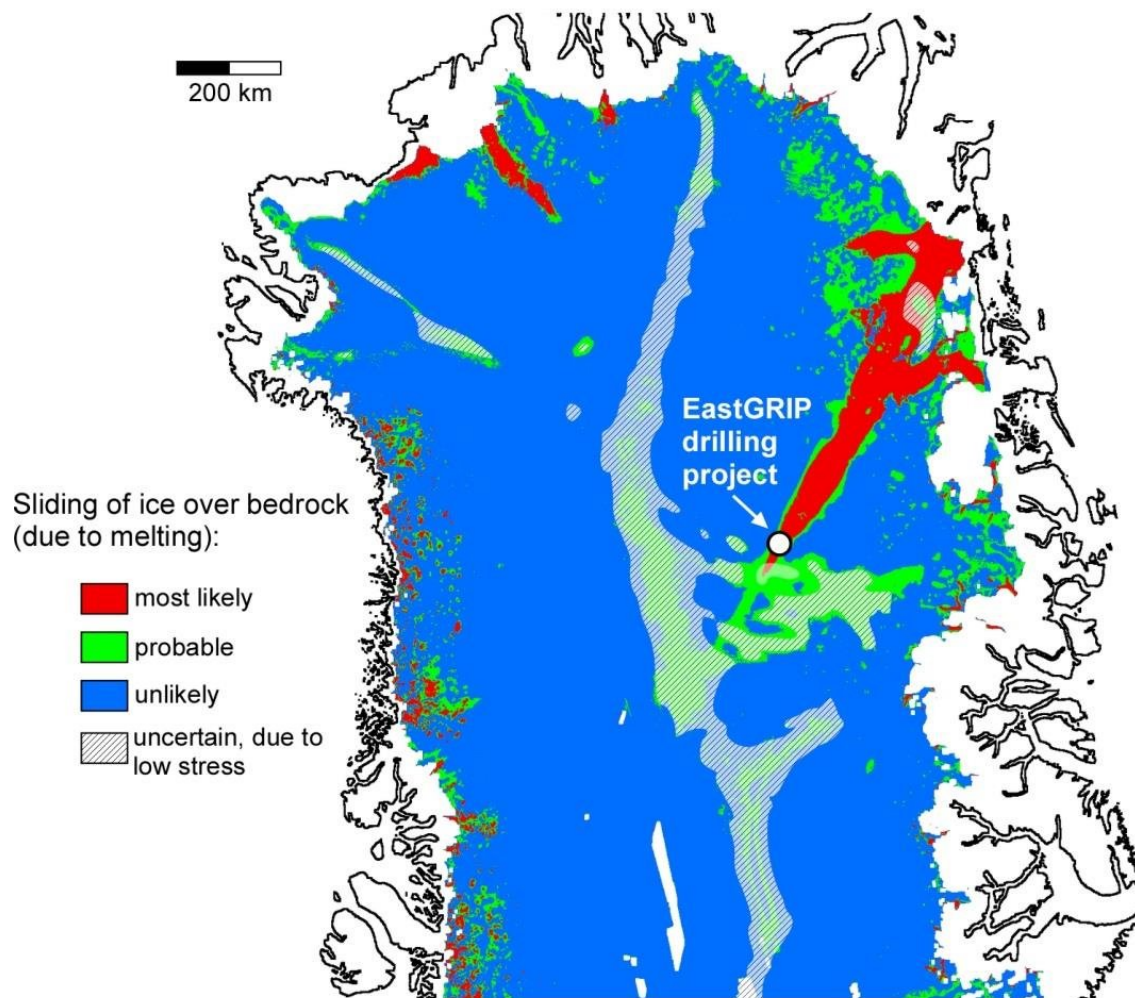 200 km
EastGRIP
drilling
project
Sliding of ice over bedrock
(due to melting):
most likely
probable
unlikely
uncertain, due to
low stress